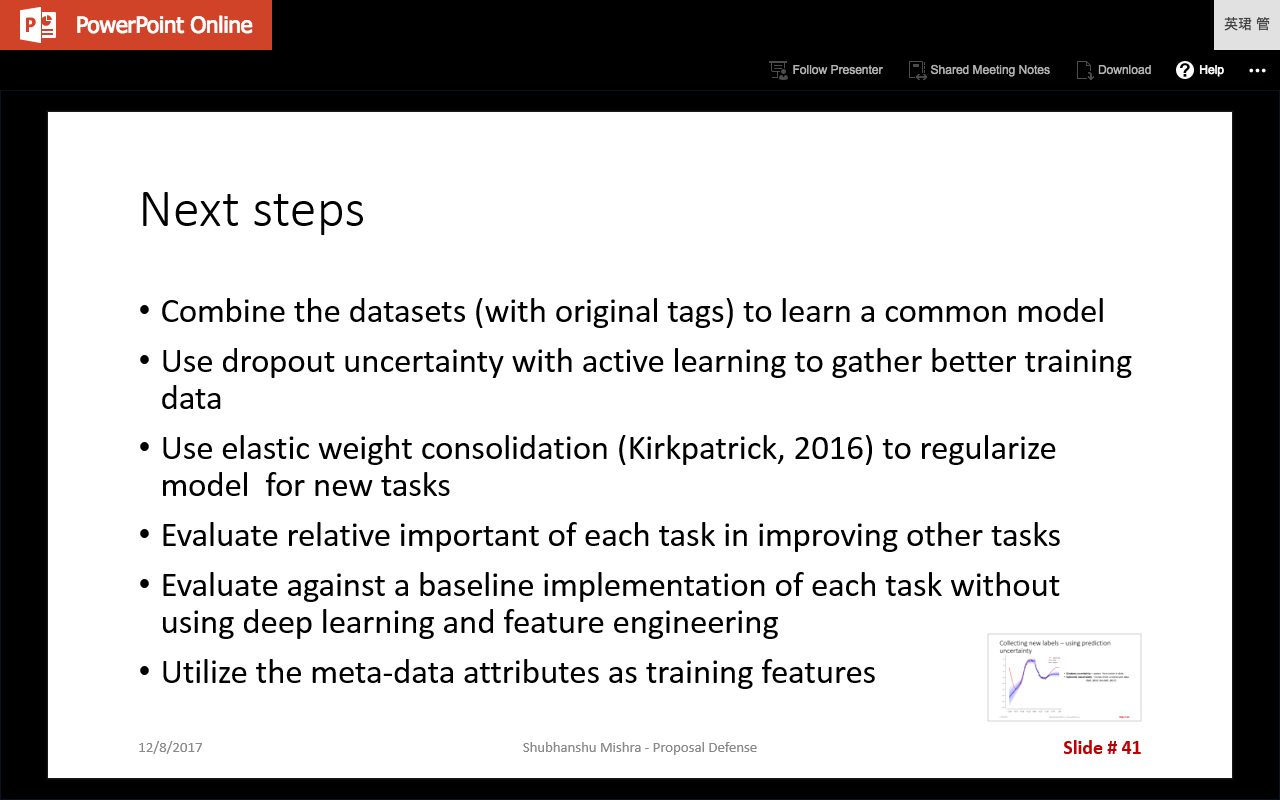 PowerPoint Online
英珺 管
Follow Presenter
Shared Meeting Notes
Download
Help
Next steps
• Combine the datasets (with original tags) to learn a common model
• Use dropout uncertainty with active learning to gather better training
data
• Use elastic weight consolidation (Kirkpatrick, 2016) to regularize
model  for new tasks
• Evaluate relative important of each task in improving other tasks
• Evaluate against a baseline implementation of each task without
using deep learning and feature engineering
• Utilize the meta-data attributes as training features
Collecting new labels – using prediction
uncertainty
12/8/2017
Shubhanshu Mishra - Proposal Defense
Slide # 41